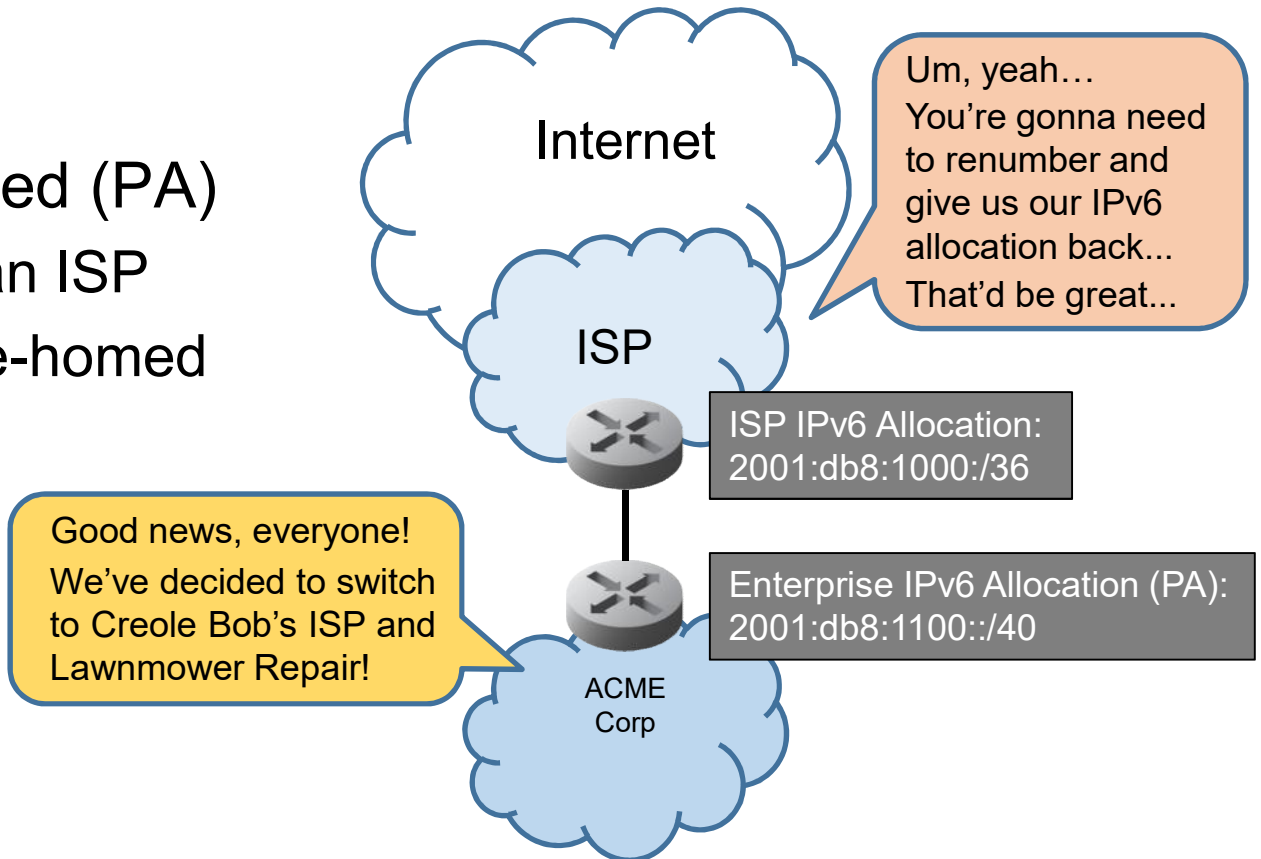 ed (PA)
an ISP
e-homed
Internet
ISP
Um, yeah…
You’re gonna need
to renumber and
give us our IPv6
allocation back...
That’d be great...
ISP IPv6 Allocation:
2001:db8:1000:/36
Good news, everyone!
We’ve decided to switch
to Creole Bob’s ISP and
Lawnmower Repair!
Enterprise IPv6 Allocation (PA):
2001:db8:1100::/40
ACME
Corp